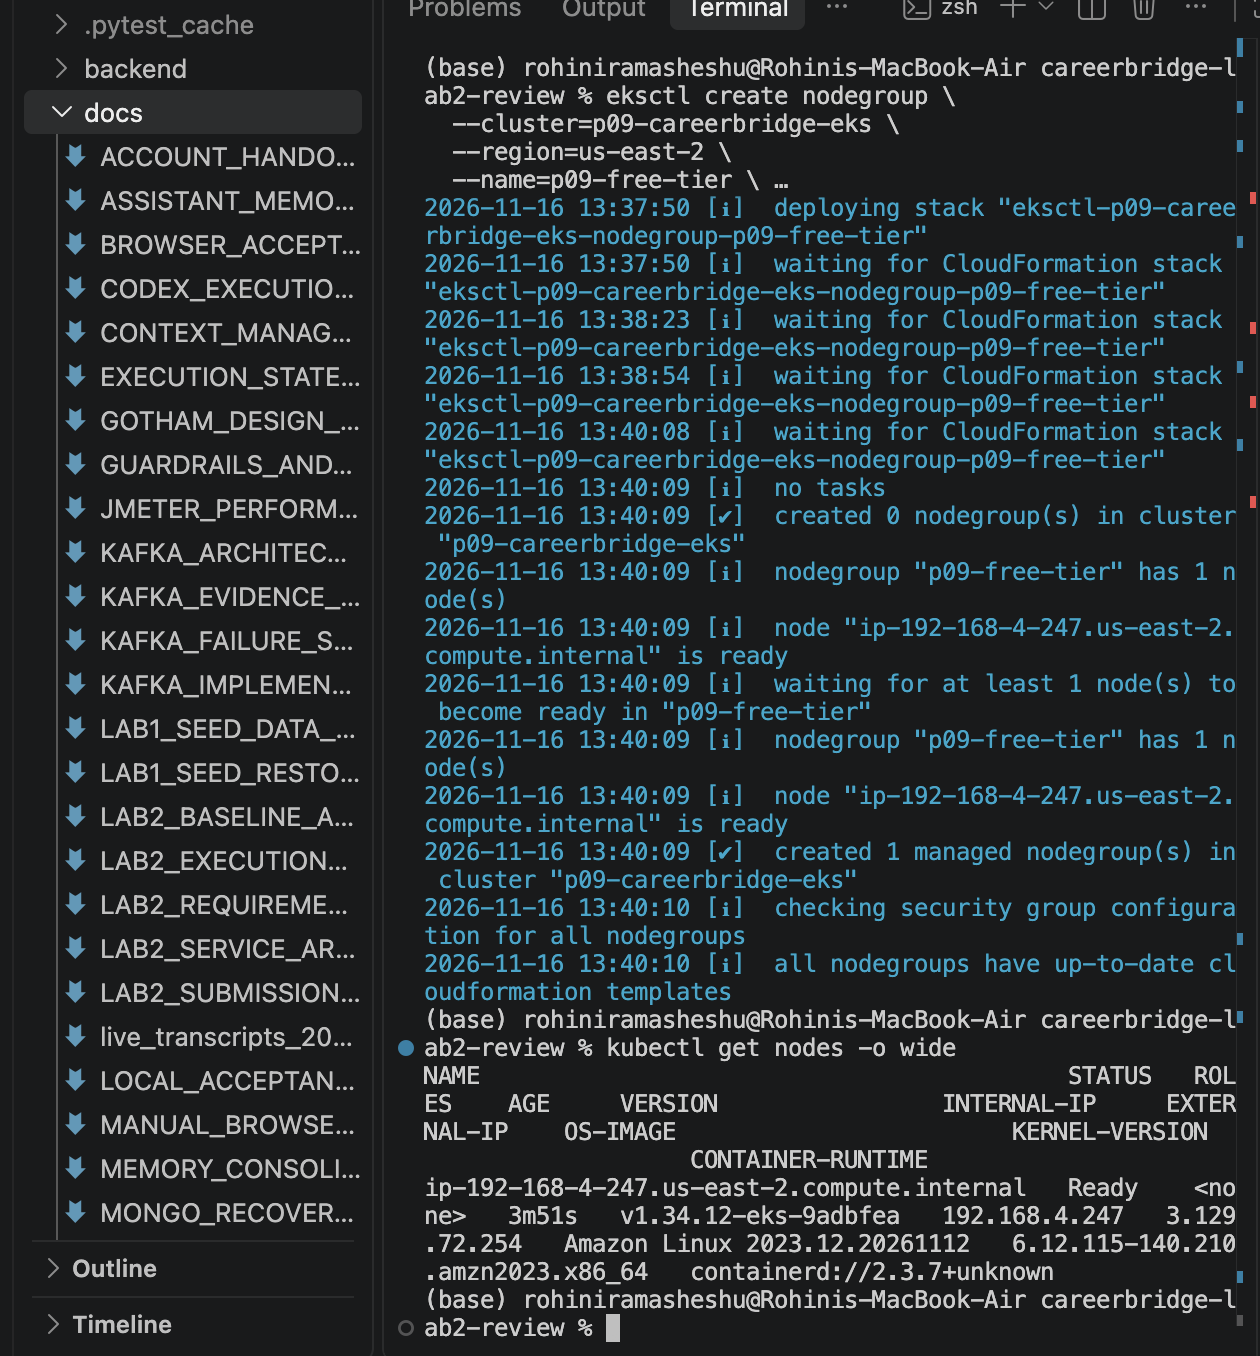 .pytest_cache
backend
docs
ACCOUNT_HANDO...
ASSISTANT_MEMO...
BROWSER_ACCEPT...
CODEX_EXECUTIO...
CONTEXT_MANAG...
EXECUTION_STATE...
GOTHAM_DESIGN_...
GUARDRAILS_AND...
JMETER_PERFORM...
KAFKA_ARCHITEC...
KAFKA_EVIDENCE_...
KAFKA_FAILURE_S...
KAFKA_IMPLEMEN...
LAB1_SEED_DATA_...
LAB1_SEED_RESTO...
LAB2_BASELINE_A...
LAB2_EXECUTION...
LAB2_REQUIREME...
LAB2_SERVICE_AR...
LAB2_SUBMISSION...
live_transcripts_20...
LOCAL_ACCEPTAN...
MANUAL_BROWSE...
MEMORY_CONSOLI...
MONGO_RECOVER...
Outline
Timeline
Problems Output Terminal ... zsh
(base) rohiniramasheshu@Rohinis-MacBook-Air careerbridge-l
ab2-review % eksctl create nodegroup \
  --cluster=p09-careerbridge-eks \
  --region=us-east-2 \
  --name=p09-free-tier \ …
2026-11-16 13:37:50 [ℹ]  deploying stack "eksctl-p09-caree
rbridge-eks-nodegroup-p09-free-tier"
2026-11-16 13:37:50 [ℹ]  waiting for CloudFormation stack
"eksctl-p09-careerbridge-eks-nodegroup-p09-free-tier"
2026-11-16 13:38:23 [ℹ]  waiting for CloudFormation stack
"eksctl-p09-careerbridge-eks-nodegroup-p09-free-tier"
2026-11-16 13:38:54 [ℹ]  waiting for CloudFormation stack
"eksctl-p09-careerbridge-eks-nodegroup-p09-free-tier"
2026-11-16 13:40:08 [ℹ]  waiting for CloudFormation stack
"eksctl-p09-careerbridge-eks-nodegroup-p09-free-tier"
2026-11-16 13:40:09 [ℹ]  no tasks
2026-11-16 13:40:09 [✔]  created 0 nodegroup(s) in cluster
 "p09-careerbridge-eks"
2026-11-16 13:40:09 [ℹ]  nodegroup "p09-free-tier" has 1 n
ode(s)
2026-11-16 13:40:09 [ℹ]  node "ip-192-168-4-247.us-east-2.
compute.internal" is ready
2026-11-16 13:40:09 [ℹ]  waiting for at least 1 node(s) to
 become ready in "p09-free-tier"
2026-11-16 13:40:09 [ℹ]  nodegroup "p09-free-tier" has 1 n
ode(s)
2026-11-16 13:40:09 [ℹ]  node "ip-192-168-4-247.us-east-2.
compute.internal" is ready
2026-11-16 13:40:09 [✔]  created 1 managed nodegroup(s) in
 cluster "p09-careerbridge-eks"
2026-11-16 13:40:10 [ℹ]  checking security group configura
tion for all nodegroups
2026-11-16 13:40:10 [ℹ]  all nodegroups have up-to-date cl
oudformation templates
(base) rohiniramasheshu@Rohinis-MacBook-Air careerbridge-l
ab2-review % kubectl get nodes -o wide
NAME                                          STATUS   ROL
ES    AGE     VERSION                INTERNAL-IP     EXTER
NAL-IP    OS-IMAGE                        KERNEL-VERSION
                   CONTAINER-RUNTIME
ip-192-168-4-247.us-east-2.compute.internal   Ready    <no
ne>   3m51s   v1.34.12-eks-9adbfea   192.168.4.247   3.129
.72.254   Amazon Linux 2023.12.20261112   6.12.115-140.210
.amzn2023.x86_64   containerd://2.3.7+unknown
(base) rohiniramasheshu@Rohinis-MacBook-Air careerbridge-l
ab2-review %